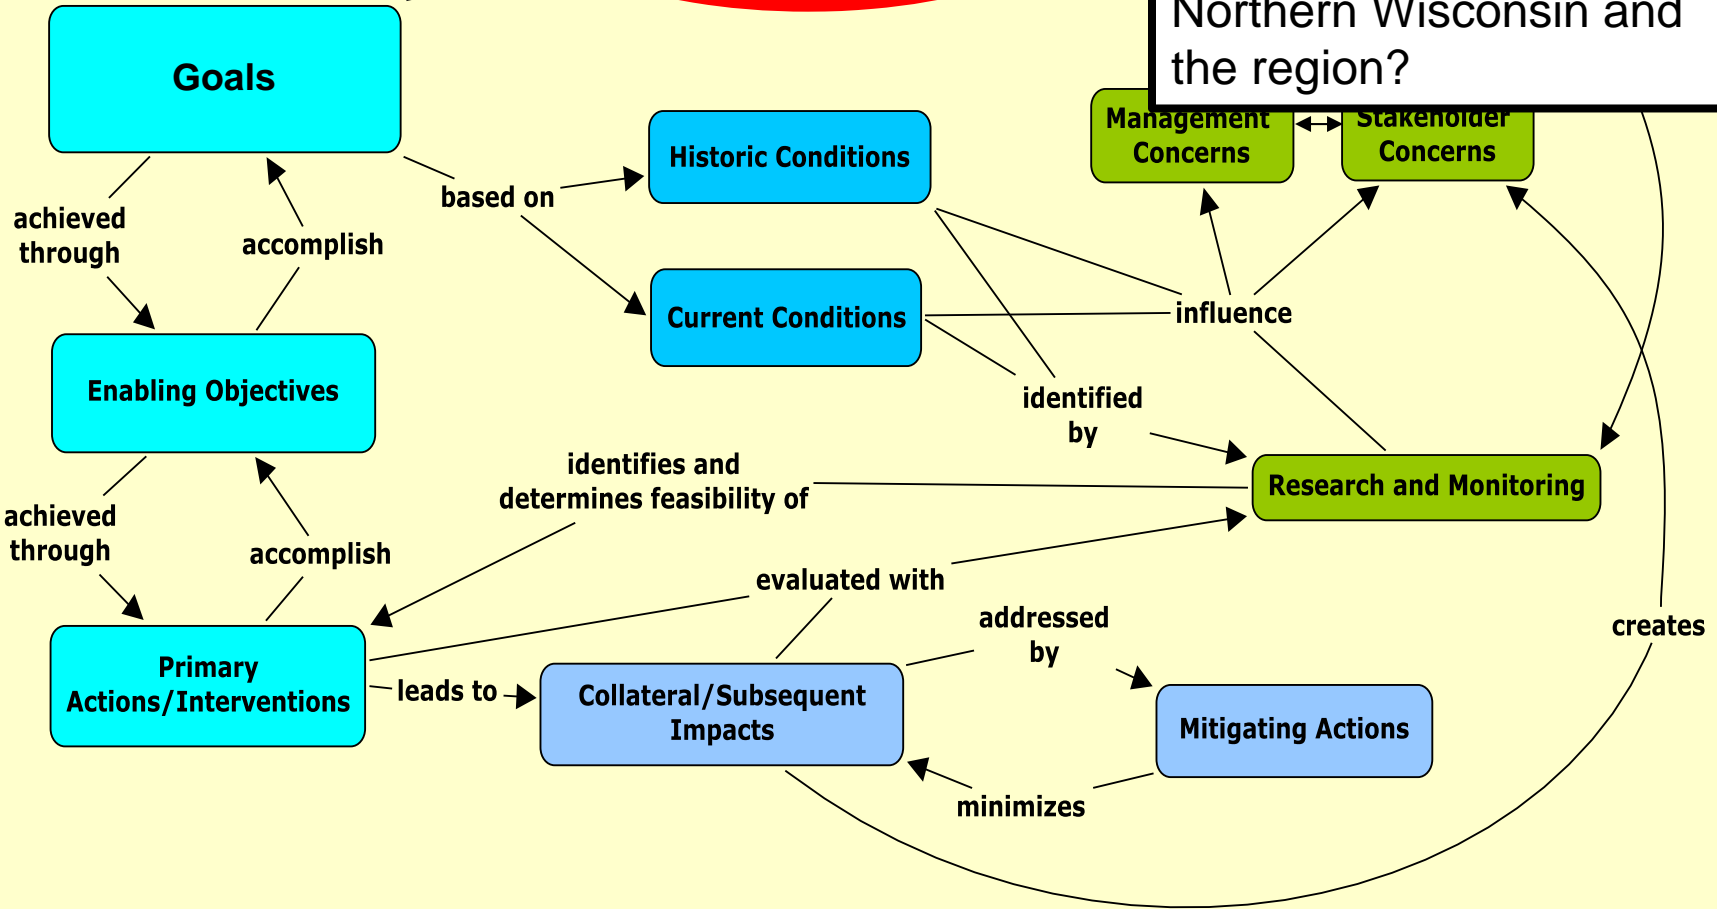 Northern Wisconsin and
the region?
Goals
Management
Concerns
Stakeholder
Concerns
Historic Conditions
based on
achieved
through
accomplish
Current Conditions
influence
Enabling Objectives
identified
by
identifies and
determines feasibility of
Research and Monitoring
achieved
through
accomplish
evaluated with
addressed
by
creates
Primary
Actions/Interventions
leads to
Collateral/Subsequent
Impacts
Mitigating Actions
minimizes